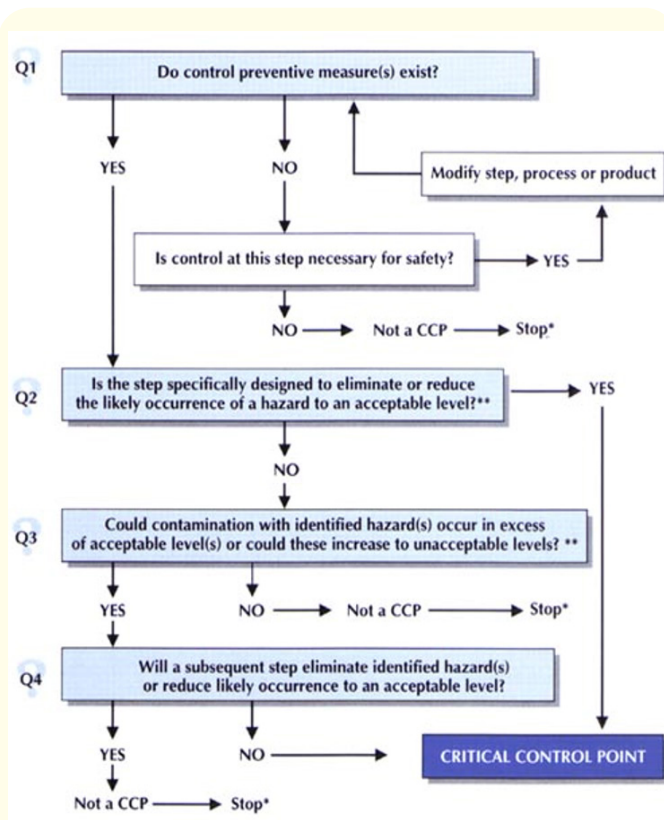 Q1
Do control preventive measure(s) exist?
YES
NO
Modify step, process or product
Is control at this step necessary for safety?
YES
NO
Not a CCP
Stop*
Q2
Is the step specifically designed to eliminate or reduce
the likely occurrence of a hazard to an acceptable level?**
YES
NO
Q3
Could contamination with identified hazard(s) occur in excess
of acceptable level(s) or could these increase to unacceptable levels? **
YES
NO
Not a CCP
Stop*
Q4
Will a subsequent step eliminate identified hazard(s)
or reduce likely occurrence to an acceptable level?
YES
NO
CRITICAL CONTROL POINT
Not a CCP
Stop*